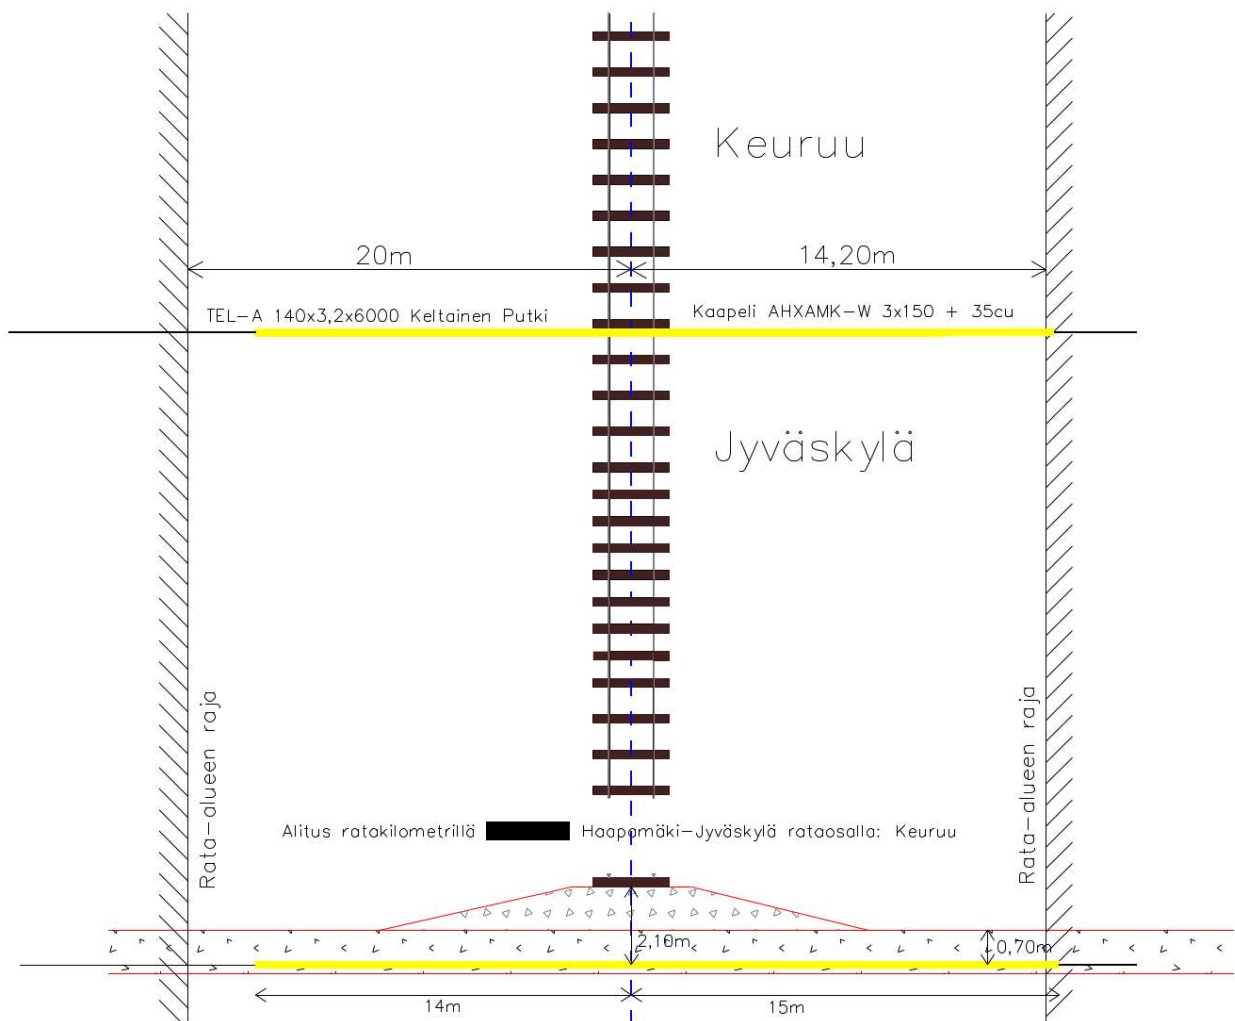 Keuruu
20m
14,20m
TEL-A 140x3,2x6000 Keltainen Putki
Kaapeli AHXAMK-W 3x150 + 35cu
Jyväskylä
Rata-alueen raja
Rata-alueen raja
Alitus ratakilometrillä
Haapamäki-Jyväskylä rataosalla: Keuruu
2,10m
0,70m
14m
15m